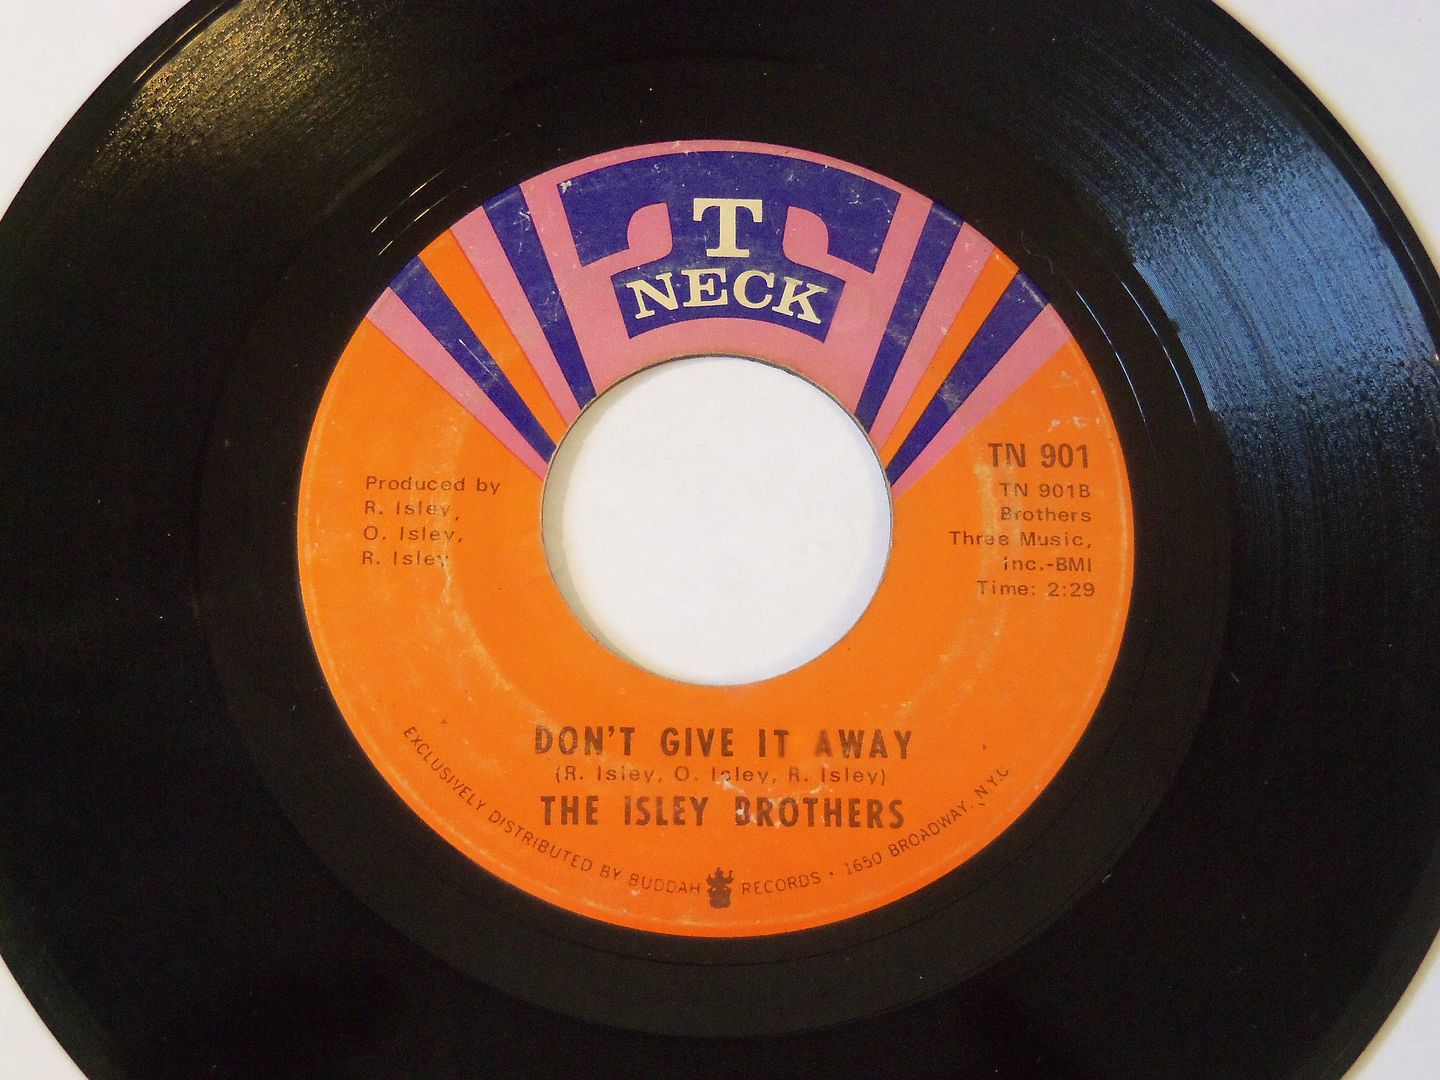 T
NECK
Produced by
R. Isley,
O. Isley,
R. Isley
TN 901
TN 901B
Brothers
Three Music,
Inc.-BMI
Time: 2:29
DON'T GIVE IT AWAY
(R. Isley, O. Isley, R. Isley)
THE ISLEY BROTHERS
EXCLUSIVELY DISTRIBUTED BY BUDDAH RECORDS • 1650 BROADWAY, N.Y.C